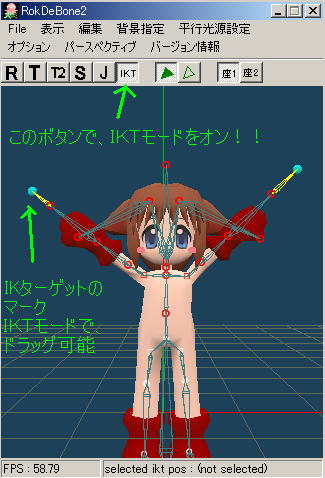 RokDeBone2
File 表示 編集 背景指定 平行光源設定
オプション パースペクティブ バージョン情報
R T T2 S J IKT 座1 座2
このボタンで、IKTモードをオン！！
IKターゲットの
マーク
IKTモードで、
ドラッグ可能
FPS : 58.79 selected ikt pos : (not selected)